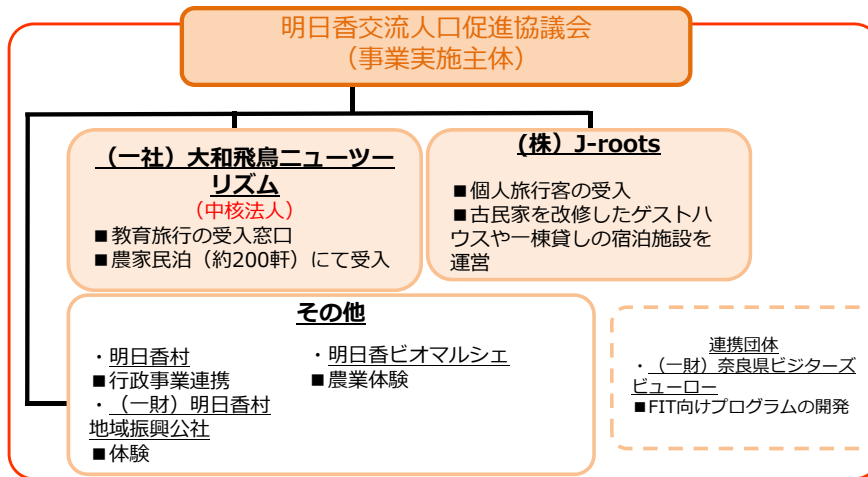 明日香交流人口促進協議会
（事業実施主体）
（一社）大和飛鳥ニューツー
リズム
（中核法人）
■教育旅行の受入窓口
■農家民泊（約200軒）にて受入
(株）J-roots
■個人旅行客の受入
■古民家を改修したゲストハ
ウスや一棟貸しの宿泊施設を
運営
その他
・明日香村
■行政事業連携
・（一財）明日香村
地域振興公社
■体験
・明日香ビオマルシェ
■農業体験
連携団体
・（一財）奈良県ビジターズ
ビューロー
■FIT向けプログラムの開発